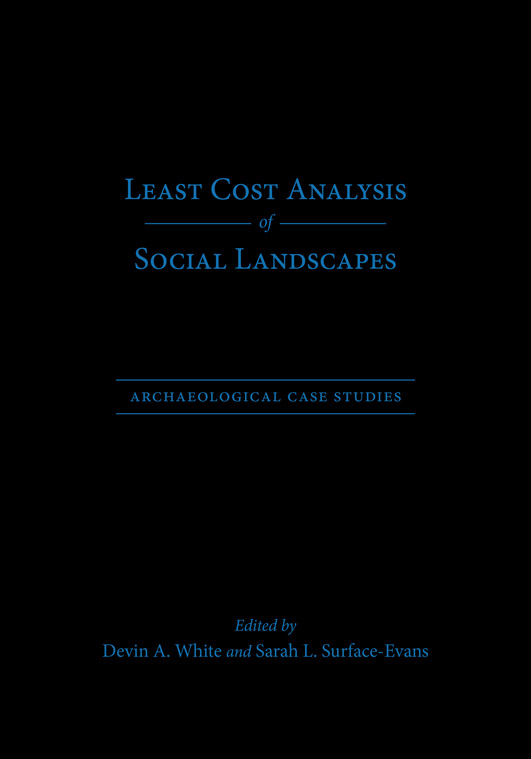 Least Cost Analysis
of
Social Landscapes
ARCHAEOLOGICAL CASE STUDIES
Edited by
Devin A. White and Sarah L. Surface-Evans